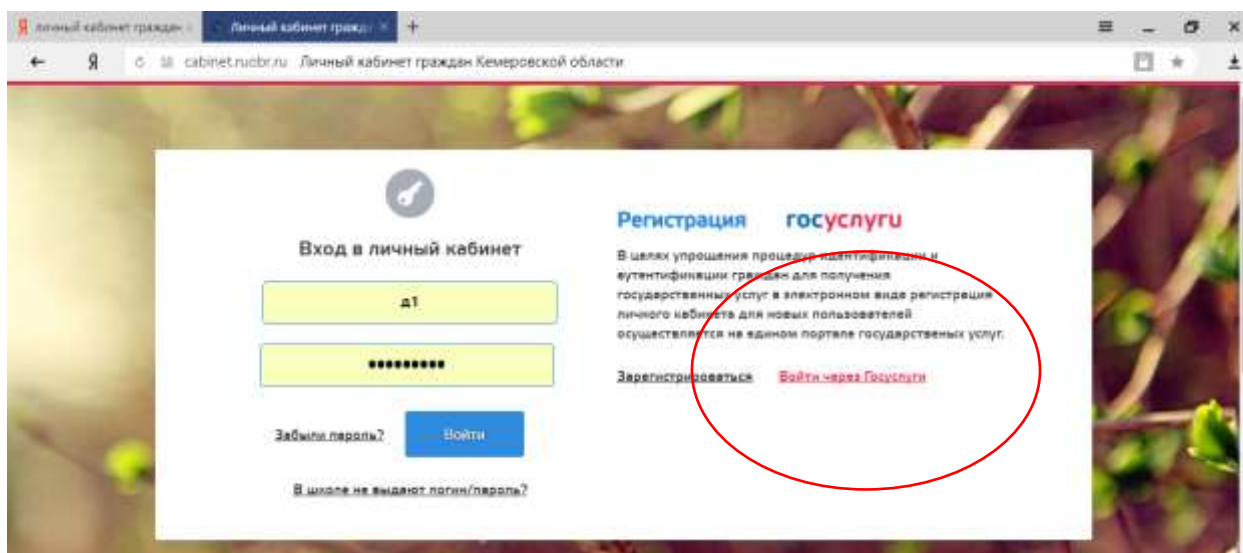 личный кабинет граждан
Личный кабинет гражд
cabinet.ruobr.ru Личный кабинет граждан Кемеровской области
Вход в личный кабинет
д1
•••••••••
Забыли пароль?
Войти
В школе не выдают логин/пароль?
Регистрация госуслуги
В целях упрощения процедур идентификации и
аутентификации граждан для получения
государственных услуг в электронном виде регистрация
личного кабинета для новых пользователей
осуществляется на едином портале государственых услуг.
Зарегистрироваться Войти через Госуслуги